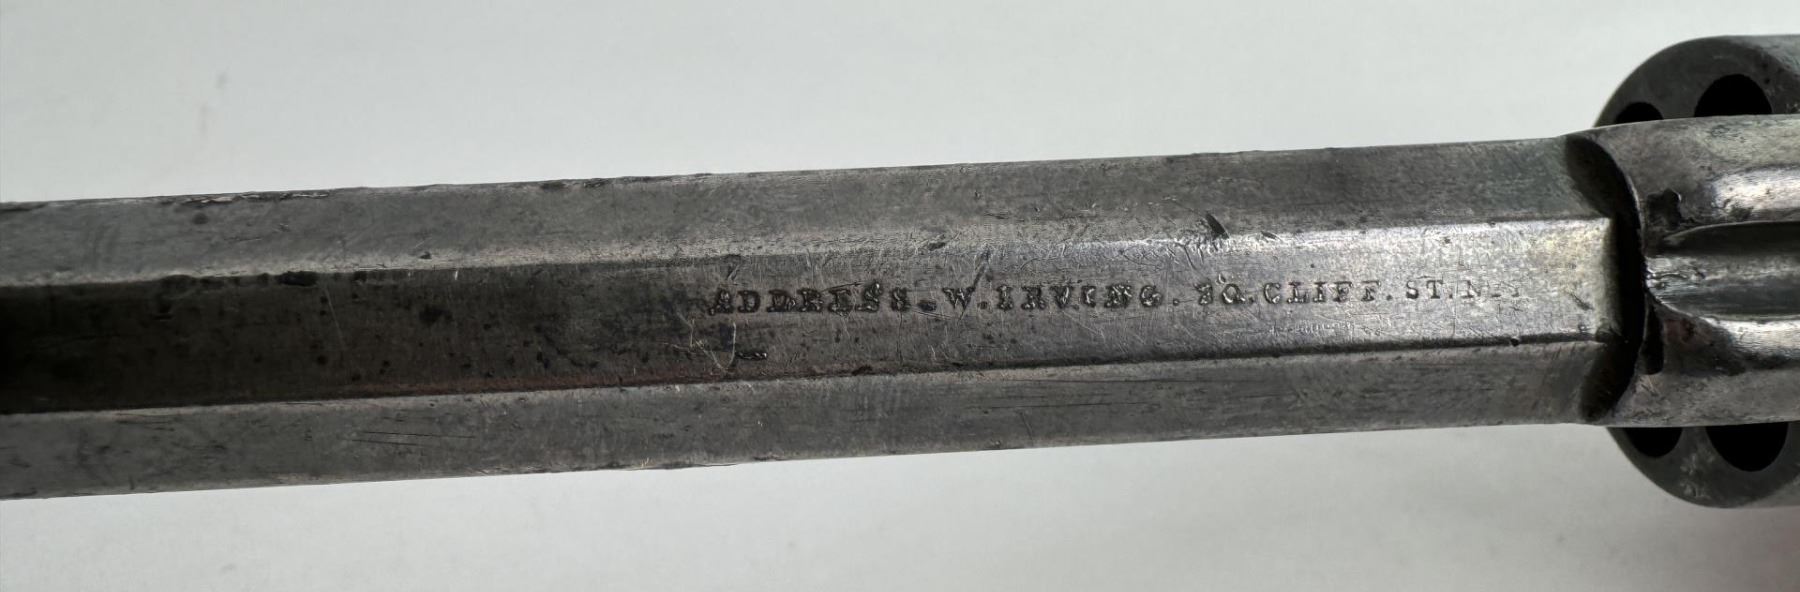 ADDRESS. W. IRVING. 20. CLIFF. ST. N.Y.